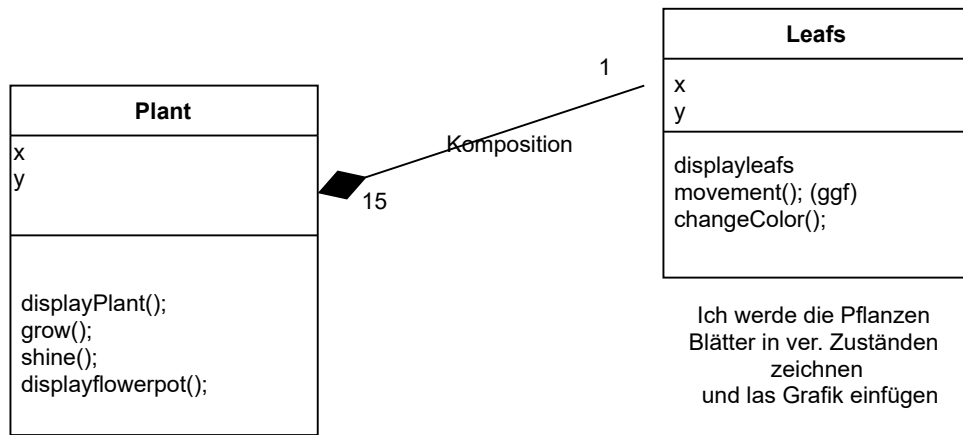 Plant
x
y
displayPlant();
grow();
shine();
displayflowerpot();
15
Komposition
1
Leafs
x
y
displayleafs
movement(); (ggf)
changeColor();
Ich werde die Pflanzen
Blätter in ver. Zuständen
zeichnen
und las Grafik einfügen